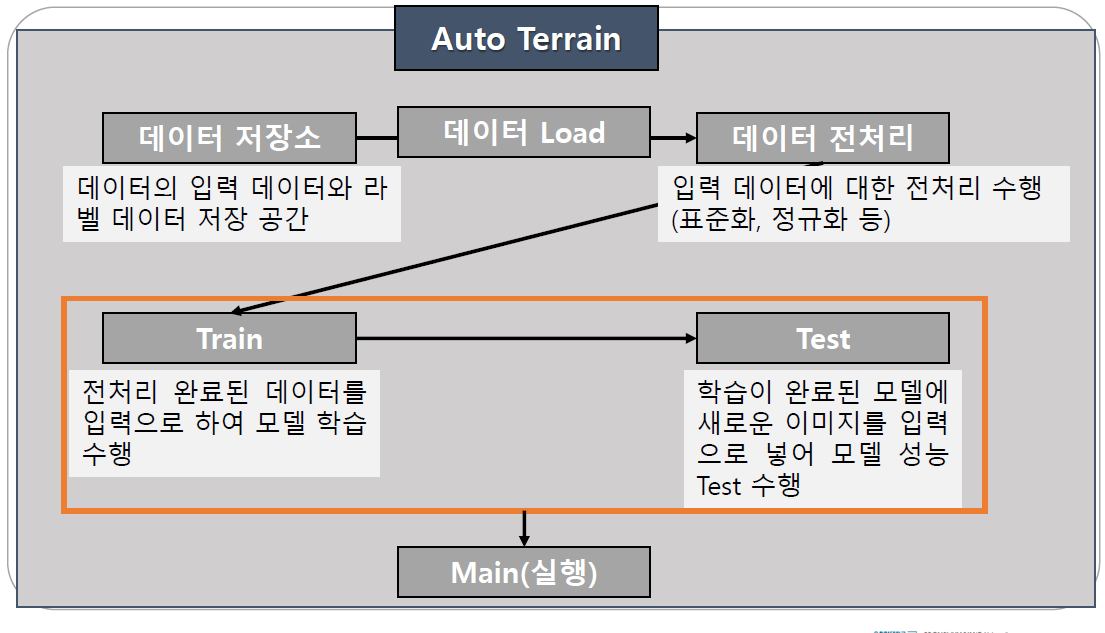 Auto Terrain
데이터 저장소
데이터 Load
데이터 전처리
데이터의 입력 데이터와 라
벨 데이터 저장 공간
입력 데이터에 대한 전처리 수행
(표준화, 정규화 등)
Train
Test
전처리 완료된 데이터를
입력으로 하여 모델 학습
수행
학습이 완료된 모델에
새로운 이미지를 입력
으로 넣어 모델 성능
Test 수행
Main(실행)